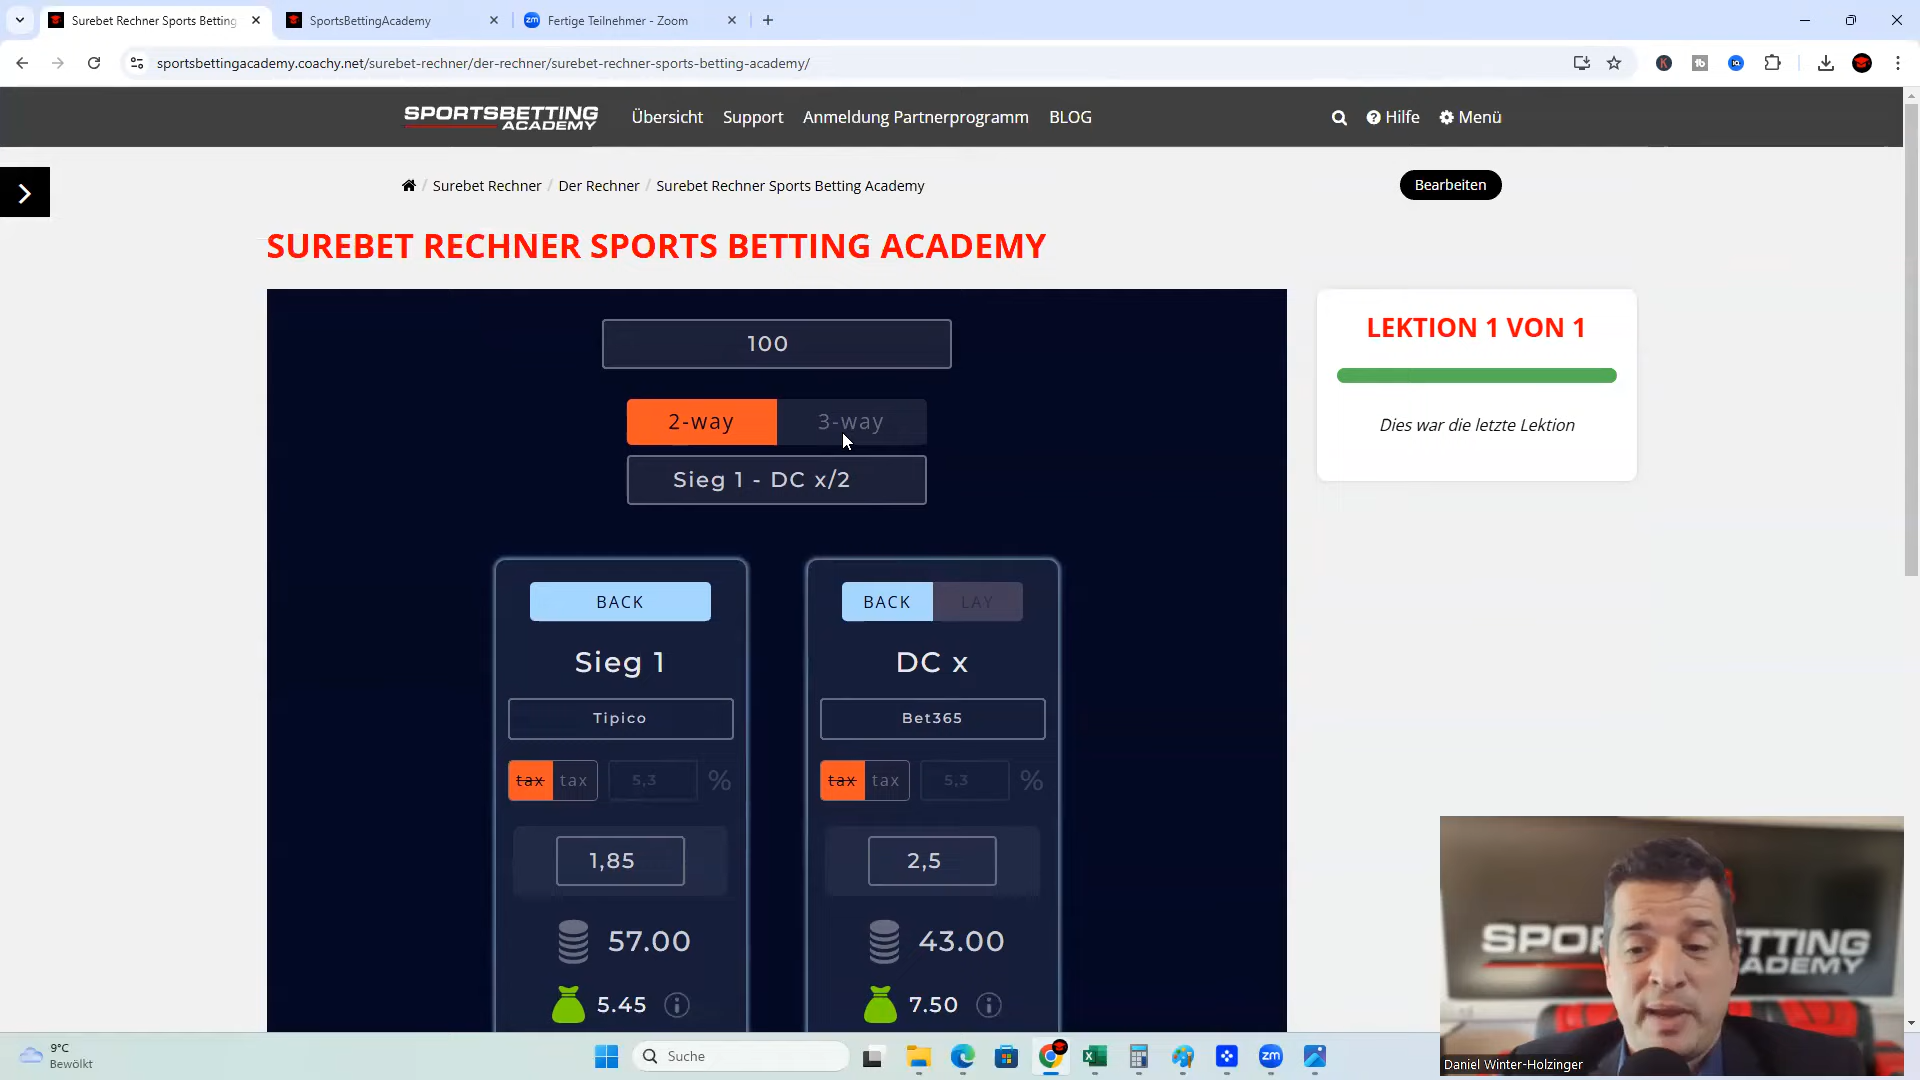 Surebet Rechner Sports Betting
SportsBettingAcademy
zm Fertige Teilnehmer - Zoom
sportsbettingacademy.coachy.net/surebet-rechner/der-rechner/surebet-rechner-sports-betting-academy/
SPORTSBETTING
ACADEMY
Übersicht Support Anmeldung Partnerprogramm BLOG
Hilfe Menü
/ Surebet Rechner / Der Rechner / Surebet Rechner Sports Betting Academy
Bearbeiten
SUREBET RECHNER SPORTS BETTING ACADEMY
LEKTION 1 VON 1
Dies war die letzte Lektion
100
2-way 3-way
Sieg 1 - DC x/2
BACK
BACK LAY
Sieg 1
DC x
Tipico
Bet365
tax tax 5,3 %
tax tax 5,3 %
1,85
2,5
57.00
43.00
5.45
7.50
9°C
Bewölkt
Suche
zm
Daniel Winter-Holzinger